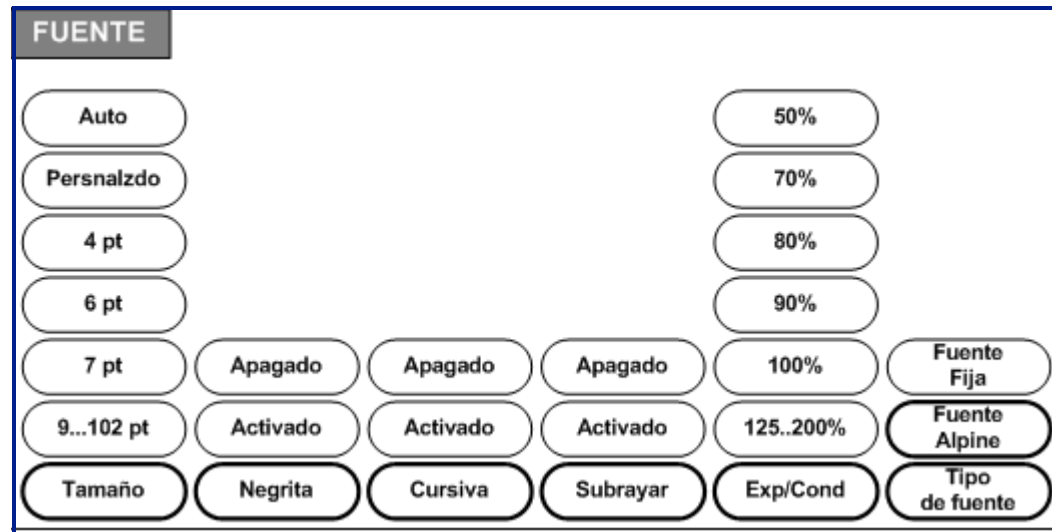 FUENTE
Auto 50%
Persnalzdo 70%
4 pt 80%
6 pt 90%
7 pt Apagado Apagado Apagado 100% Fuente
Fija
9...102 pt Activado Activado Activado 125..200% Fuente
Alpine
Tamaño Negrita Cursiva Subrayar Exp/Cond Tipo
de fuente